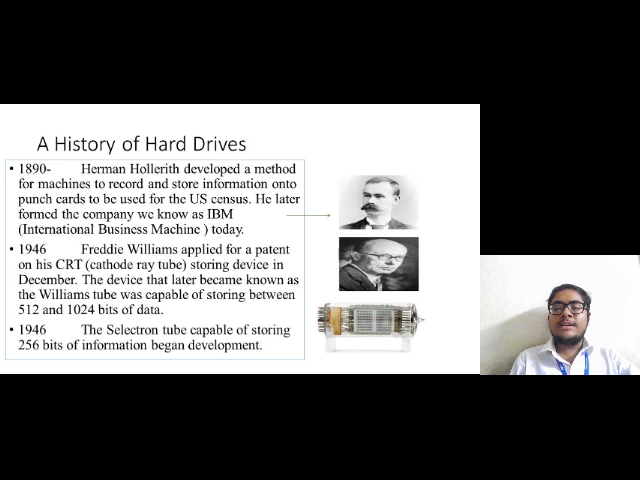 A History of Hard Drives
• 1890- Herman Hollerith developed a method
for machines to record and store information onto
punch cards to be used for the US census. He later
formed the company we know as IBM
(International Business Machine ) today.
• 1946 Freddie Williams applied for a patent
on his CRT (cathode ray tube) storing device in
December. The device that later became known as
the Williams tube was capable of storing between
512 and 1024 bits of data.
• 1946 The Selectron tube capable of storing
256 bits of information began development.